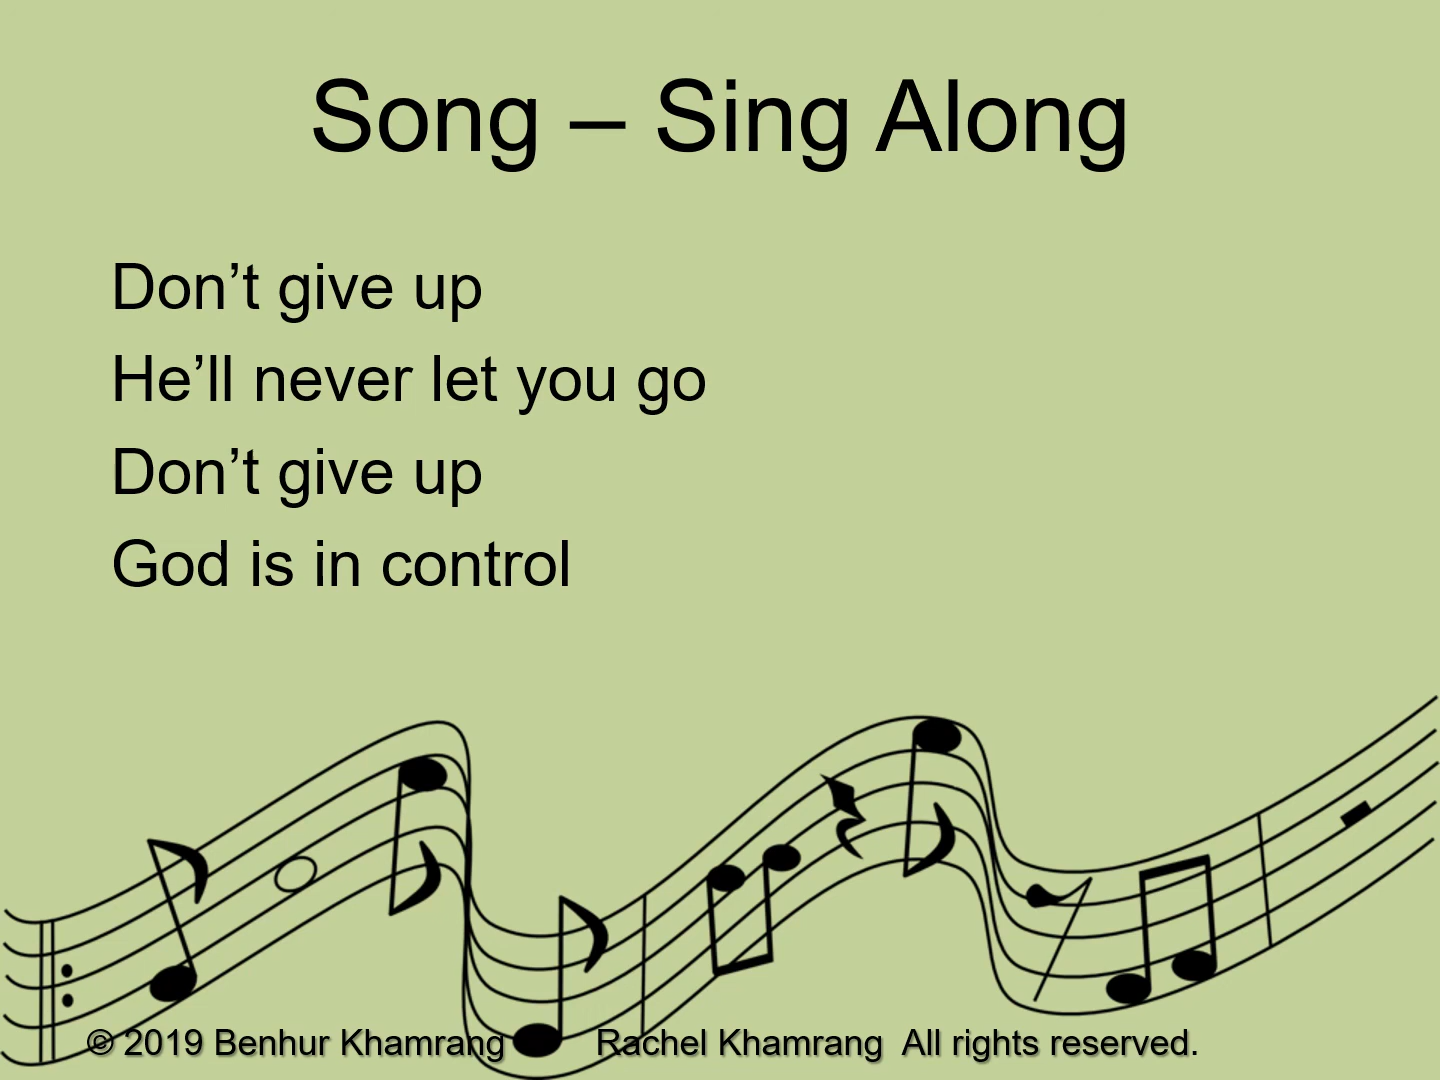 Song – Sing Along
Don’t give up
He’ll never let you go
Don’t give up
God is in control
© 2019 Benhur Khamrang Rachel Khamrang All rights reserved.